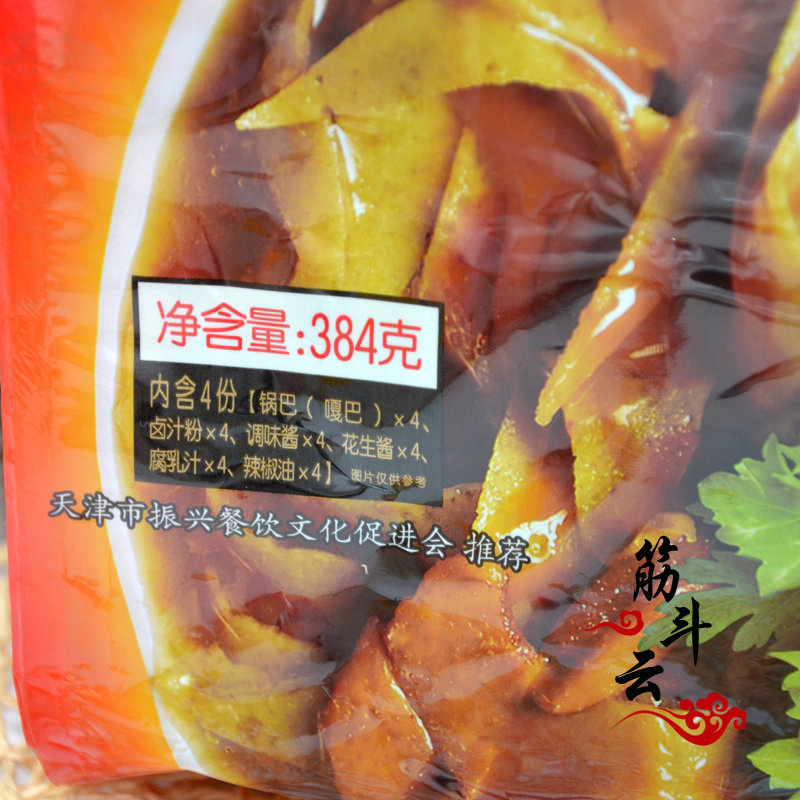 净含量:384克
内含4份【锅巴（嘎巴）×4、
卤汁粉×4、调味酱×4、花生酱×4、
腐乳汁×4、辣椒油×4】 图片仅供参考
天津市振兴餐饮文化促进会 推荐
筋斗云